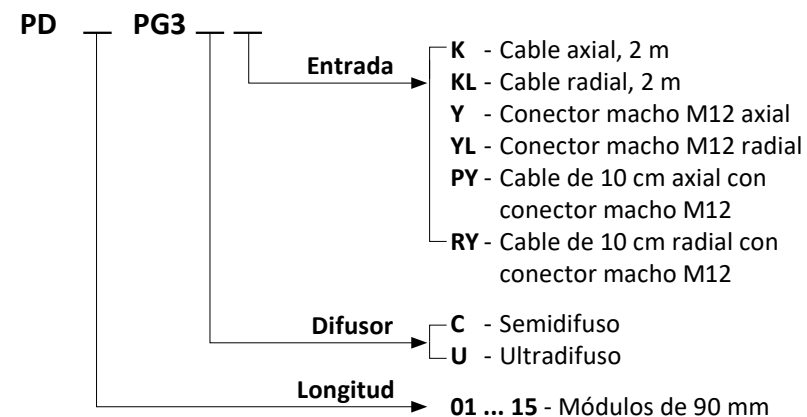 PD __ PG3 __ __
Entrada
K - Cable axial, 2 m
KL - Cable radial, 2 m
Y - Conector macho M12 axial
YL - Conector macho M12 radial
PY - Cable de 10 cm axial con
conector macho M12
RY - Cable de 10 cm radial con
conector macho M12
Difusor
C - Semidifuso
U - Ultradifuso
Longitud
01 ... 15 - Módulos de 90 mm